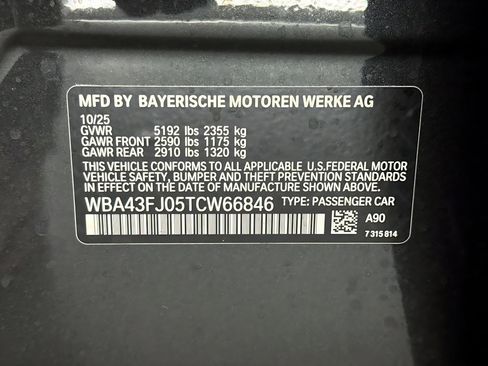 MFD BY BAYERISCHE MOTOREN WERKE AG
10/25
GVWR 5192 lbs 2355 kg
GAWR FRONT 2590 lbs 1175 kg
GAWR REAR 2910 lbs 1320 kg
THIS VEHICLE CONFORMS TO ALL APPLICABLE U.S.FEDERAL MOTOR
VEHICLE SAFETY, BUMPER AND THEFT PREVENTION STANDARDS IN
EFFECT ON THE DATE OF MANUFACTURE SHOWN ABOVE.
WBA43FJ05TCW66846 TYPE: PASSENGER CAR
A90
7 315 814